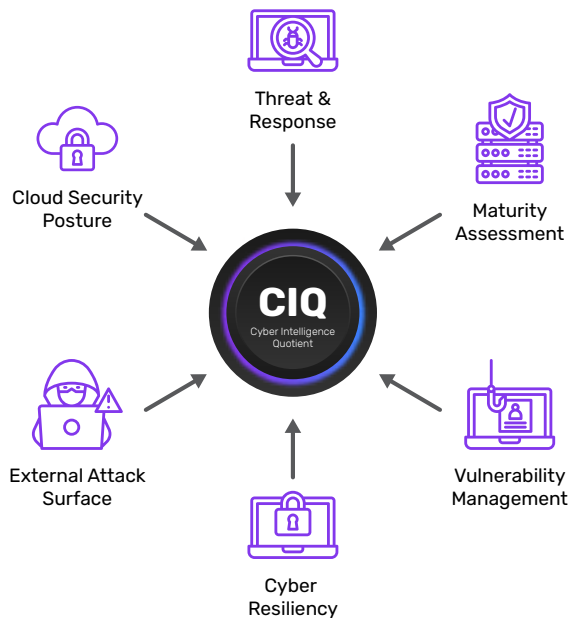 Threat &
Response
Cloud Security
Posture
Maturity
Assessment
CIQ
Cyber Intelligence
Quotient
External Attack
Surface
Vulnerability
Management
Cyber
Resiliency